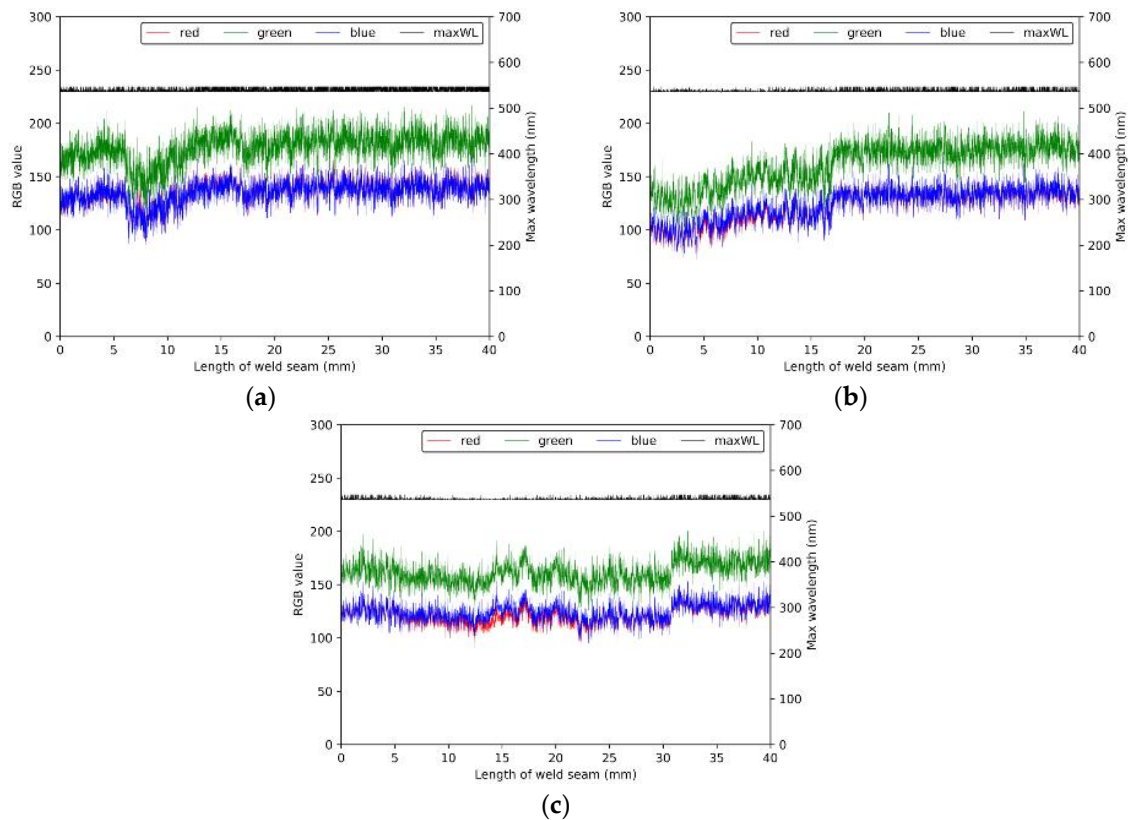 red green blue maxWL
300 250 200 150 100 50 0
RGB value
700 600 500 400 300 200 100 0
Max wavelength (nm)
0 5 10 15 20 25 30 35 40
Length of weld seam (mm)
(a)
red green blue maxWL
300 250 200 150 100 50 0
RGB value
700 600 500 400 300 200 100 0
Max wavelength (nm)
0 5 10 15 20 25 30 35 40
Length of weld seam (mm)
(b)
red green blue maxWL
300 250 200 150 100 50 0
RGB value
700 600 500 400 300 200 100 0
Max wavelength (nm)
0 5 10 15 20 25 30 35 40
Length of weld seam (mm)
(c)